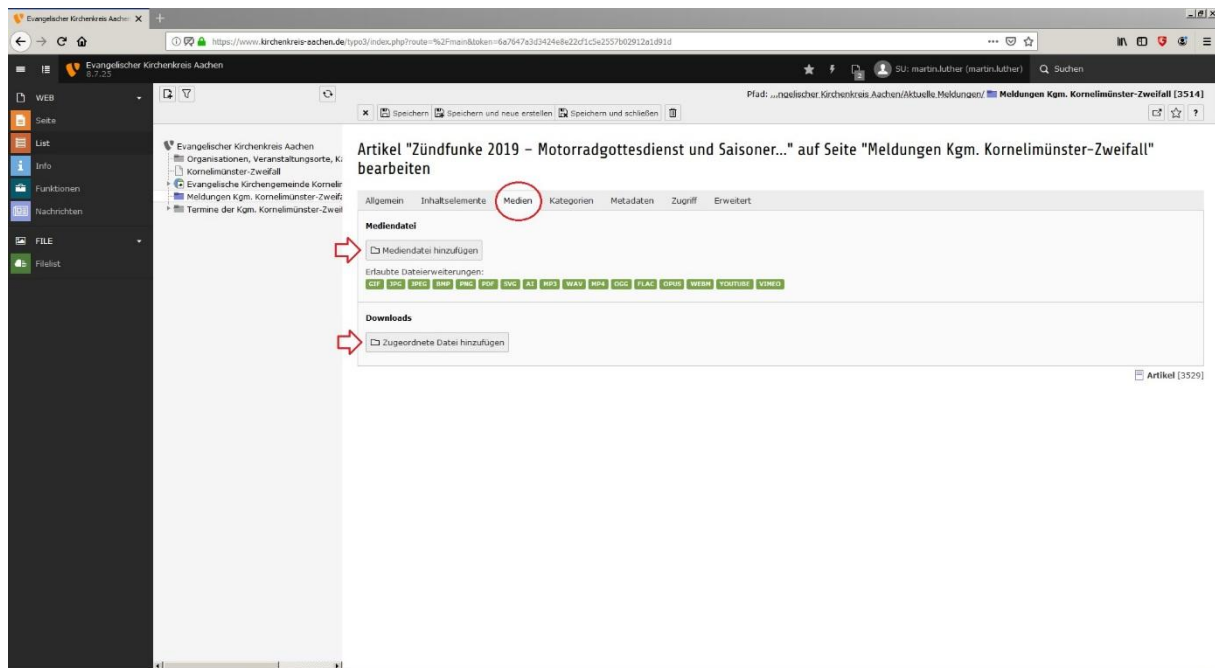 Evangelischer Kirchenkreis Aachen
https://www.kirchenkreis-aachen.de/typo3/index.php?route=%2Fmain&token=6a7647a3d3424e8e22cf1c5e2557b02912a1d91d
Evangelischer Kirchenkreis Aachen
8.7.25
2
SU: martin.luther (martin.luther)
Suchen
WEB
Seite
List
Info
Funktionen
Nachrichten
FILE
Filelist
Evangelischer Kirchenkreis Aachen
Organisationen, Veranstaltungsorte, Ka
Kornelimünster-Zweifall
Evangelische Kirchengemeinde Kornelim
Meldungen Kgm. Kornelimünster-Zweifa
Termine der Kgm. Kornelimünster-Zweif
Pfad: ...ngelischer Kirchenkreis Aachen/Aktuelle Meldungen/ Meldungen Kgm. Kornelimünster-Zweifall [3514]
Speichern Speichern und neue erstellen Speichern und schließen
?
Artikel "Zündfunke 2019 – Motorradgottesdienst und Saisoner..." auf Seite "Meldungen Kgm. Kornelimünster-Zweifall"
bearbeiten
Allgemein Inhaltselemente Medien Kategorien Metadaten Zugriff Erweitert
Mediendatei
Mediendatei hinzufügen
Erlaubte Dateierweiterungen:
GIF JPG JPEG BMP PNG PDF SVG AI MP3 WAV MP4 OGG FLAC OPUS WEBM YOUTUBE VIMEO
Downloads
Zugeordnete Datei hinzufügen
Artikel [3529]